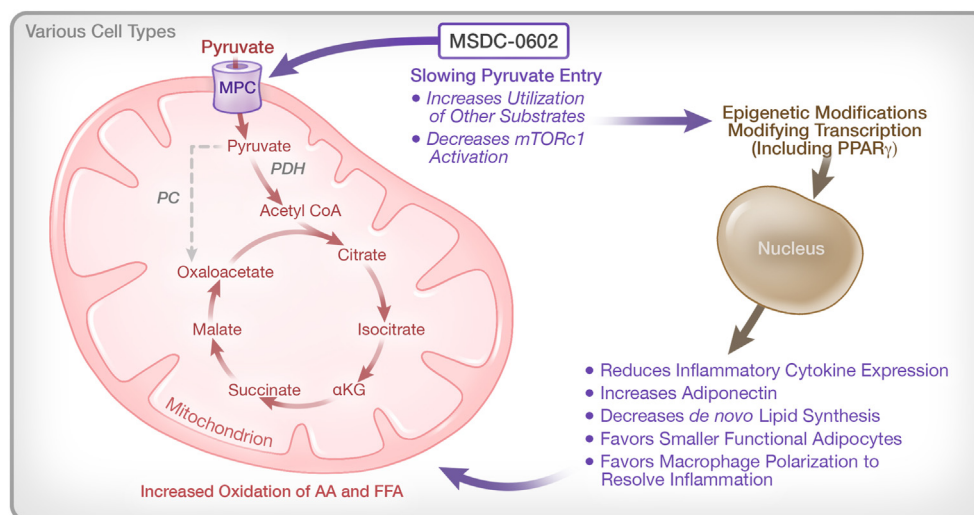 Various Cell Types
Pyruvate
MPC
MSDC-0602
Slowing Pyruvate Entry
• Increases Utilization
of Other Substrates
• Decreases mTORc1
Activation
Epigenetic Modifications
Modifying Transcription
(Including PPARγ)
Nucleus
Pyruvate
PDH
PC
Acetyl CoA
Citrate
Oxaloacetate
Isocitrate
Malate
αKG
Succinate
Mitochondrion
Increased Oxidation of AA and FFA
• Reduces Inflammatory Cytokine Expression
• Increases Adiponectin
• Decreases de novo Lipid Synthesis
• Favors Smaller Functional Adipocytes
• Favors Macrophage Polarization to
Resolve Inflammation